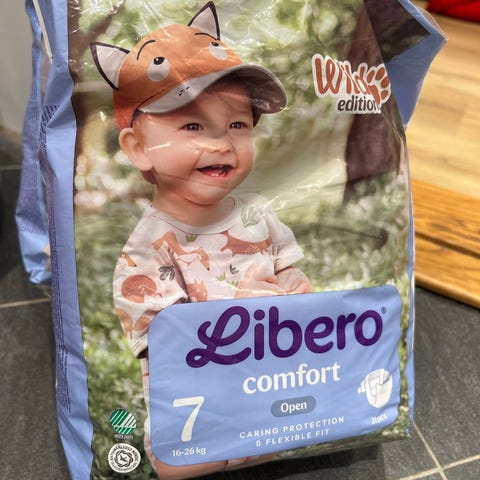 Wild
edition
Libero®
comfort
Open
7
16-26 kg
CARING PROTECTION
& FLEXIBLE FIT